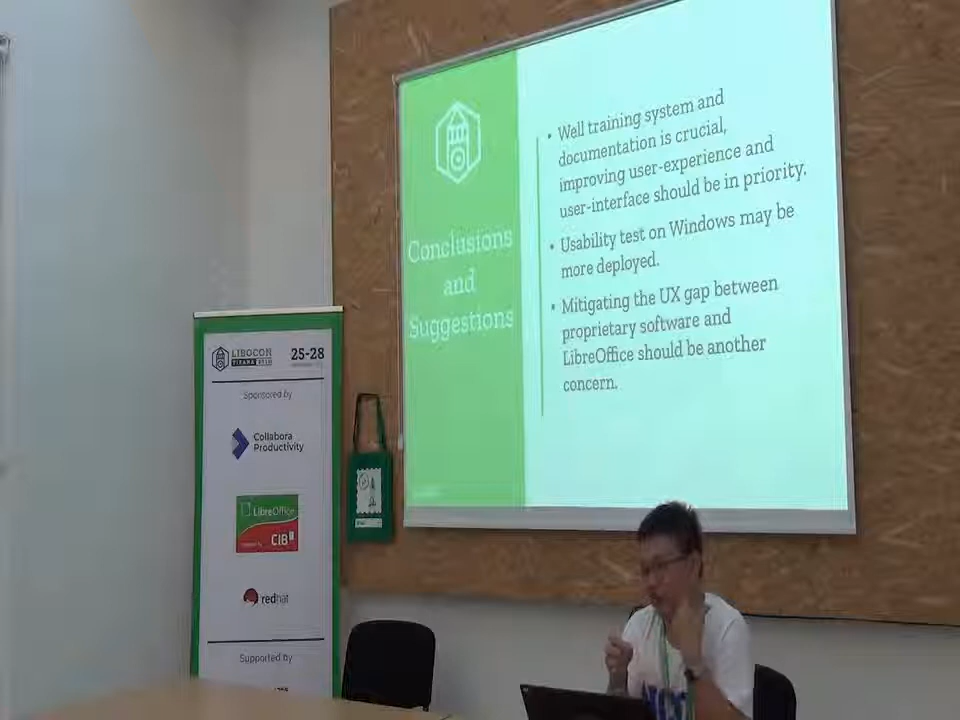 Conclusions
and
Suggestions
• Well training system and
documentation is crucial,
improving user-experience and
user-interface should be in priority.
• Usability test on Windows may be
more deployed.
• Mitigating the UX gap between
proprietary software and
LibreOffice should be another
concern.
LIBOCON
TIRANA 2018
25-28
Sponsored by
Collabora
Productivity
LibreOffice
CIB
redhat
Supported by